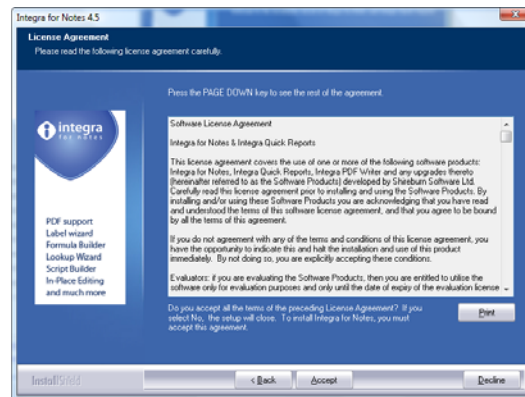 Integra for Notes 4.5
License Agreement
Please read the following license agreement carefully.
Press the PAGE DOWN key to see the rest of the agreement.
integra
for notes
PDF support
Label wizard
Formula Builder
Lookup Wizard
Script Builder
In-Place Editing
and much more
Software License Agreement
Integra for Notes & Integra Quick Reports
This license agreement covers the use of one or more of the following software products:
Integra for Notes, Integra Quick Reports, Integra PDF Writer and any upgrades thereto
(hereinafter referred to as the Software Products) developed by Shireburn Software Ltd.
Carefully read this license agreement prior to installing and using the Software Products. By
installing and/or using these Software Products you are acknowledging that you have read
and understood the terms of this software license agreement, and that you agree to be bound
by all the terms of this agreement.
If you do not agreement with any of the terms and conditions of this license agreement, you
have the opportunity to indicate this and halt the installation and use of this product
immediately. By not doing so, you are explicitly accepting these conditions.
Evaluators: if you are evaluating the Software Products, then you are entitled to utilise the
software only for evaluation purposes and only until the date of expiry of the evaluation license
Do you accept all the terms of the preceding License Agreement? If you
select No, the setup will close. To install Integra for Notes, you must
accept this agreement.
Print
InstallShield
< Back
Accept
Decline